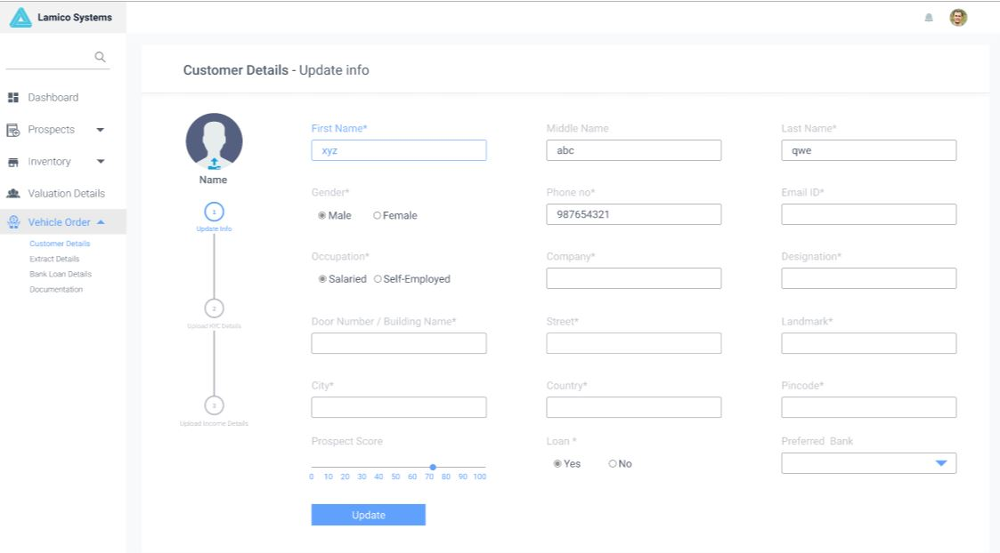 Lamico Systems
Dashboard
Prospects
Inventory
Valuation Details
Vehicle Order
Customer Details
Extract Details
Bank Loan Details
Documentation
Customer Details - Update info
Name
1
Update Info
2
Upload KYC Details
3
Upload Income Details
First Name*
xyz
Middle Name
abc
Last Name*
qwe
Gender*
Male Female
Phone no*
987654321
Email ID*
Occupation*
Salaried Self-Employed
Company*
Designation*
Door Number / Building Name*
Street*
Landmark*
City*
Country*
Pincode*
Prospect Score
0 10 20 30 40 50 60 70 80 90 100
Loan *
Yes No
Preferred Bank
Update